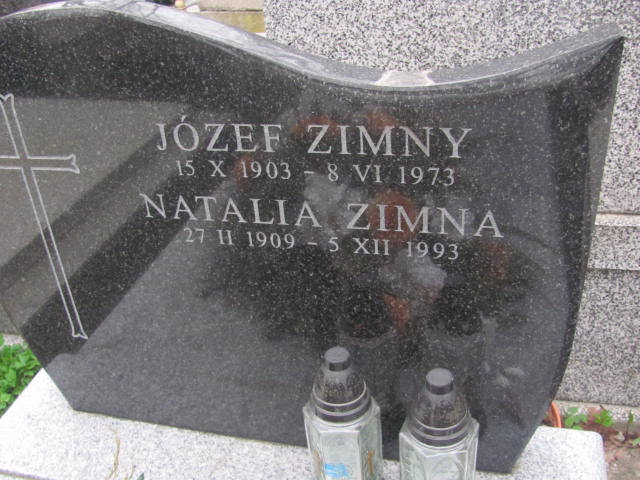 JÓZEF ZIMNY
15 X 1903 - 8 VI 1973
NATALIA ZIMNA
27 II 1909 - 5 XII 1993